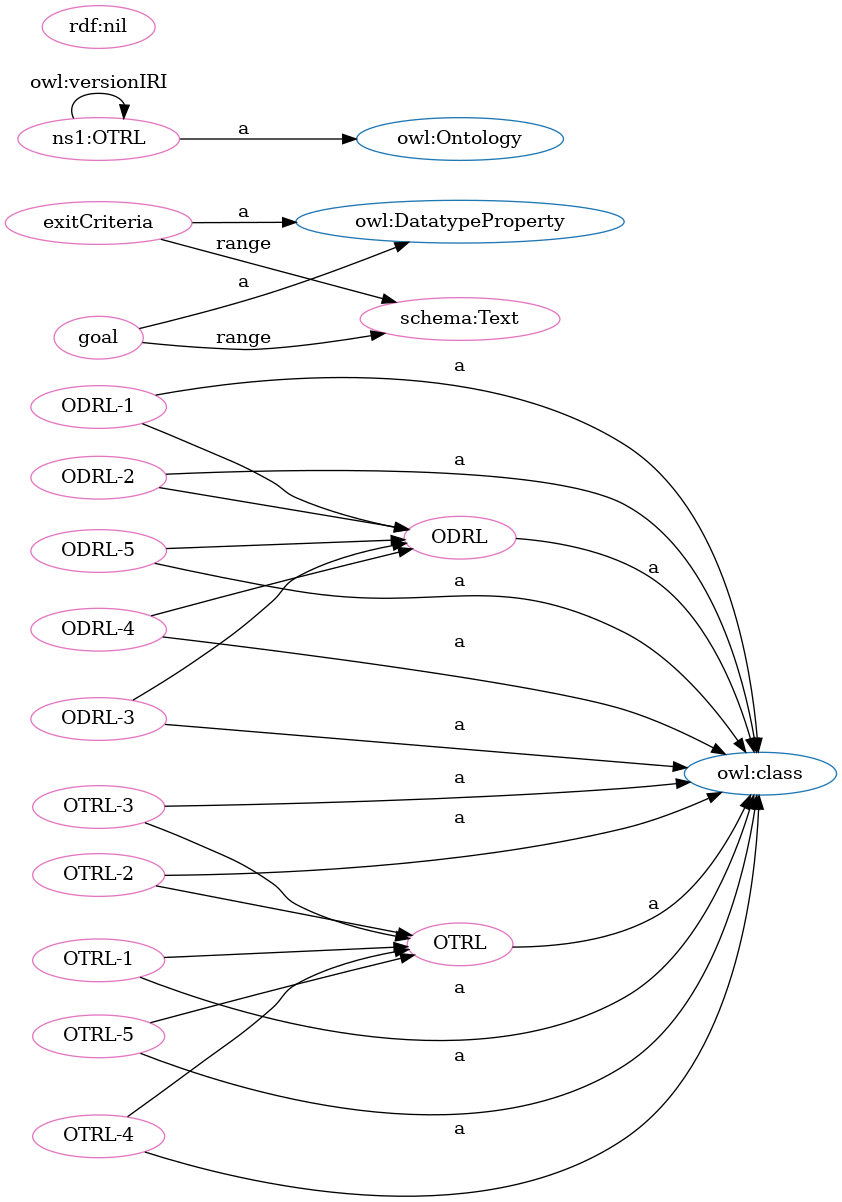 rdf:nil
owl:versionIRI
ns1:OTRL
a
owl:Ontology
exitCriteria
a
owl:DatatypeProperty
range
a
schema:Text
goal
range
a
ODRL-1
a
ODRL-2
ODRL
ODRL-5
a
a
ODRL-4
a
ODRL-3
a
owl:class
a
OTRL-3
a
OTRL-2
a
OTRL
OTRL-1
a
OTRL-5
a
OTRL-4
a